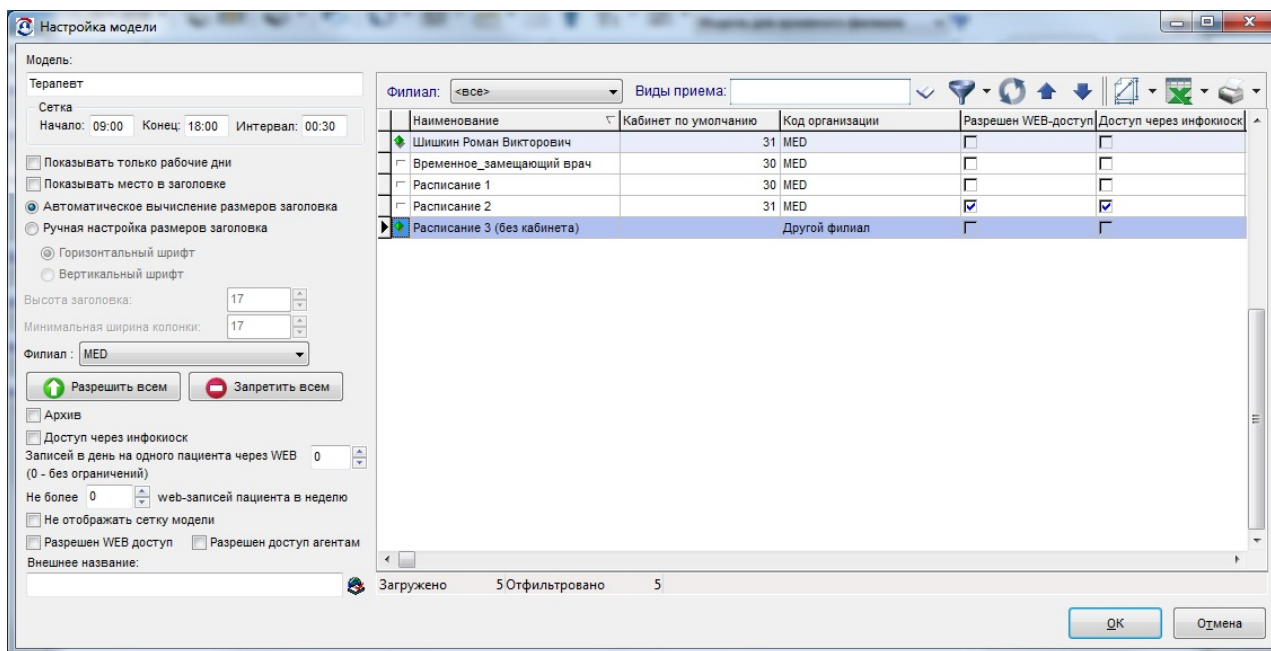 Настройка модели
Модель:
Терапевт
Сетка
Начало: 09:00 Конец: 18:00 Интервал: 00:30
Показывать только рабочие дни
Показывать место в заголовке
Автоматическое вычисление размеров заголовка
Ручная настройка размеров заголовка
Горизонтальный шрифт
Вертикальный шрифт
Высота заголовка: 17
Минимальная ширина колонки: 17
Филиал : MED
Разрешить всем Запретить всем
Архив
Доступ через инфокиоск
Записей в день на одного пациента через WEB 0
(0 - без ограничений)
Не более 0 web-записей пациента в неделю
Не отображать сетку модели
Разрешен WEB доступ Разрешен доступ агентам
Внешнее название:
Филиал: <все> Виды приема:
Наименование Кабинет по умолчанию Код организации Разрешен WEB-доступ Доступ через инфокиоск
Шишкин Роман Викторович 31 MED
Временное_замещающий врач 30 MED
Расписание 1 30 MED
Расписание 2 31 MED
Расписание 3 (без кабинета) Другой филиал
Загружено 5 Отфильтровано 5
OK Отмена